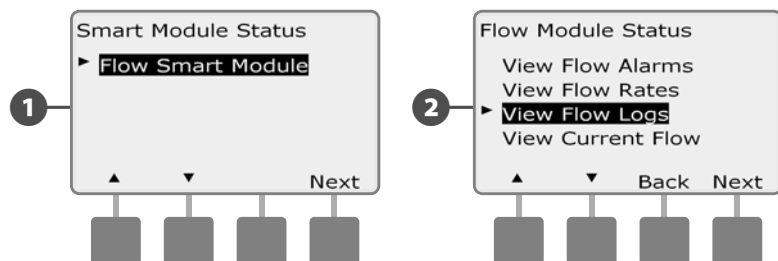 1
Smart Module Status
► Flow Smart Module
▲ ▼ Next
2
Flow Module Status
View Flow Alarms
View Flow Rates
► View Flow Logs
View Current Flow
▲ ▼ Back Next